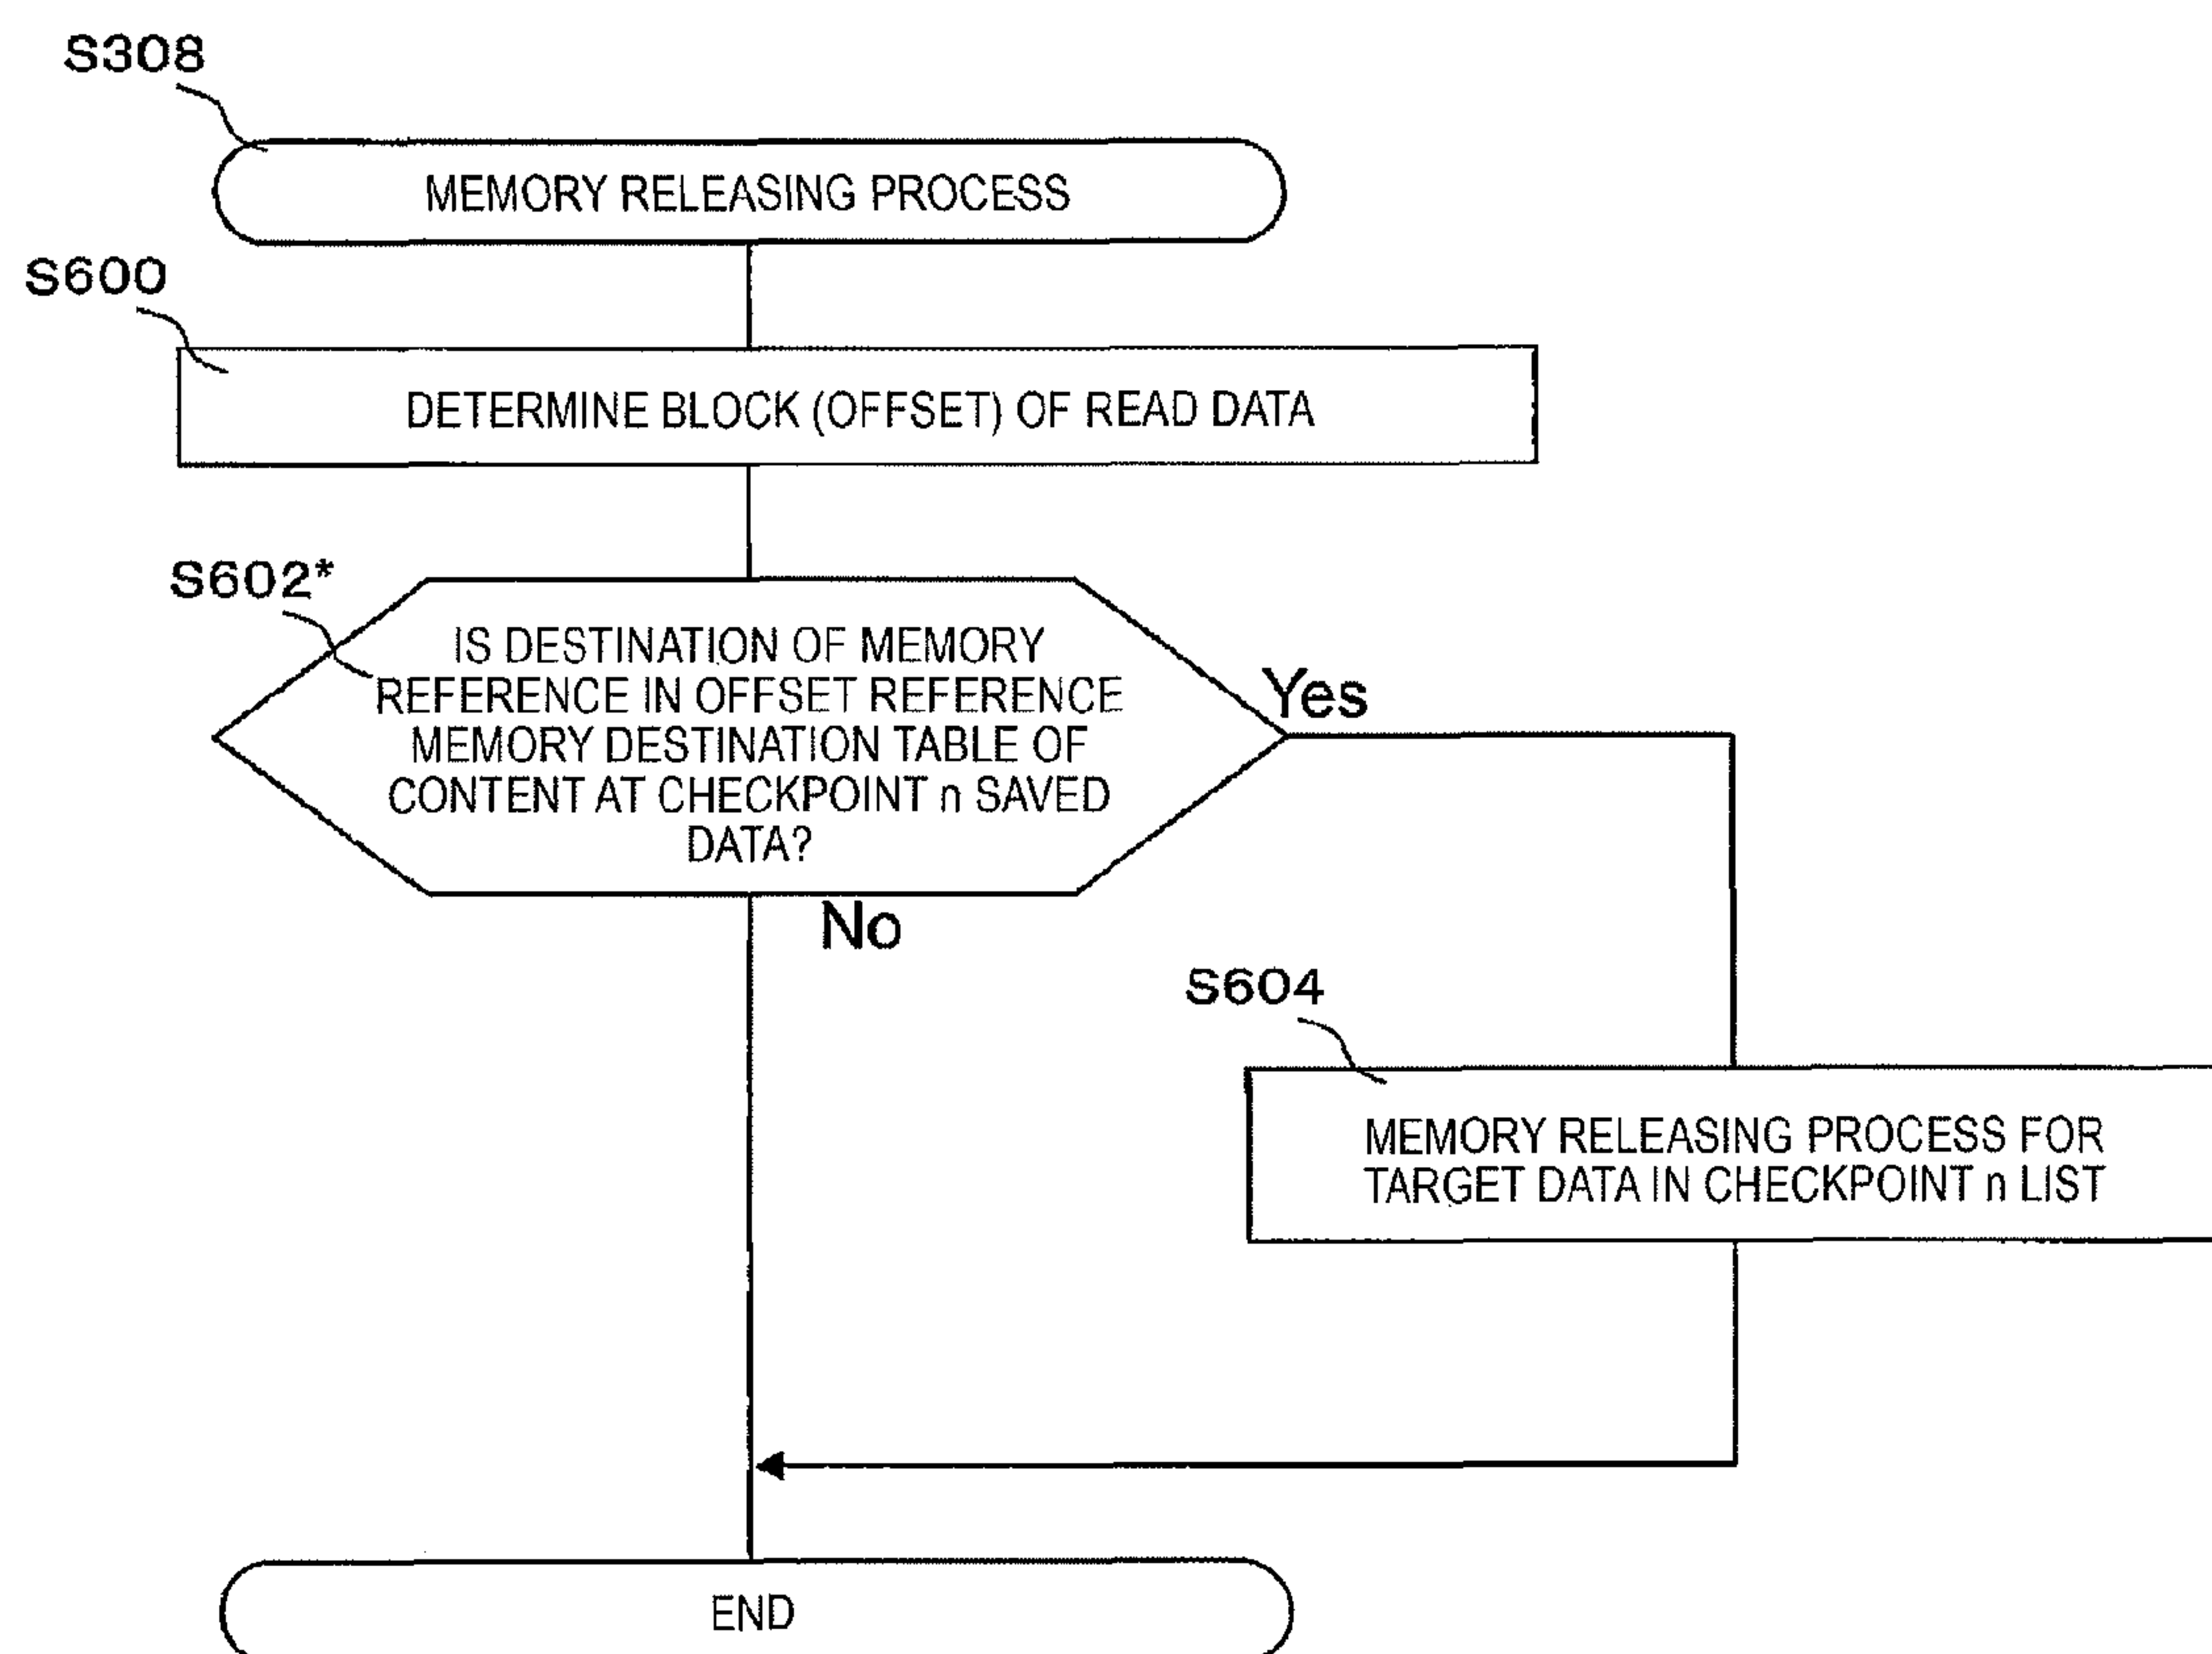 S308
MEMORY RELEASING PROCESS
S600
DETERMINE BLOCK (OFFSET) OF READ DATA
S602*
IS DESTINATION OF MEMORY
REFERENCE IN OFFSET REFERENCE
MEMORY DESTINATION TABLE OF
CONTENT AT CHECKPOINT n SAVED
DATA?
Yes
No
S604
MEMORY RELEASING PROCESS FOR
TARGET DATA IN CHECKPOINT n LIST
END